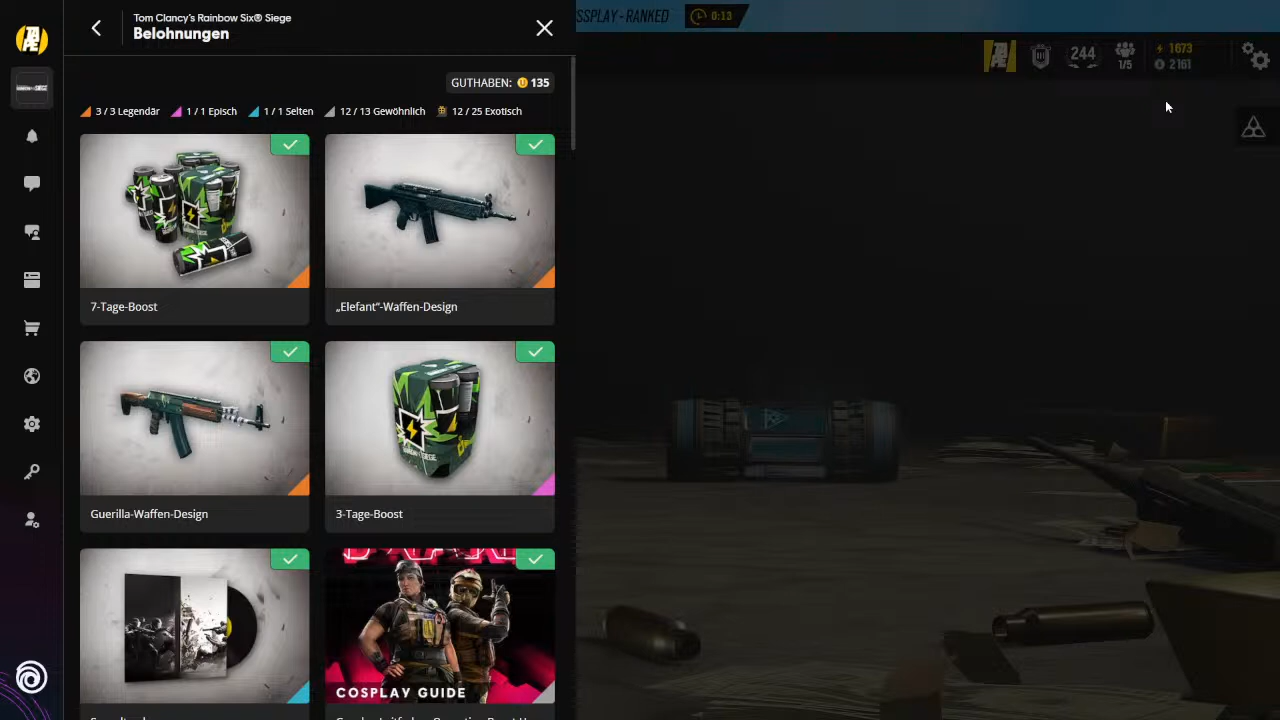 Tom Clancy's Rainbow Six® Siege
Belohnungen
SSPLAY - RANKED
0:13
244
1/5
1673
2161
GUTHABEN: 135
3 / 3 Legendär
1 / 1 Episch
1 / 1 Selten
12 / 13 Gewöhnlich
12 / 25 Exotisch
7-Tage-Boost
„Elefant"-Waffen-Design
Guerilla-Waffen-Design
3-Tage-Boost
COSPLAY GUIDE